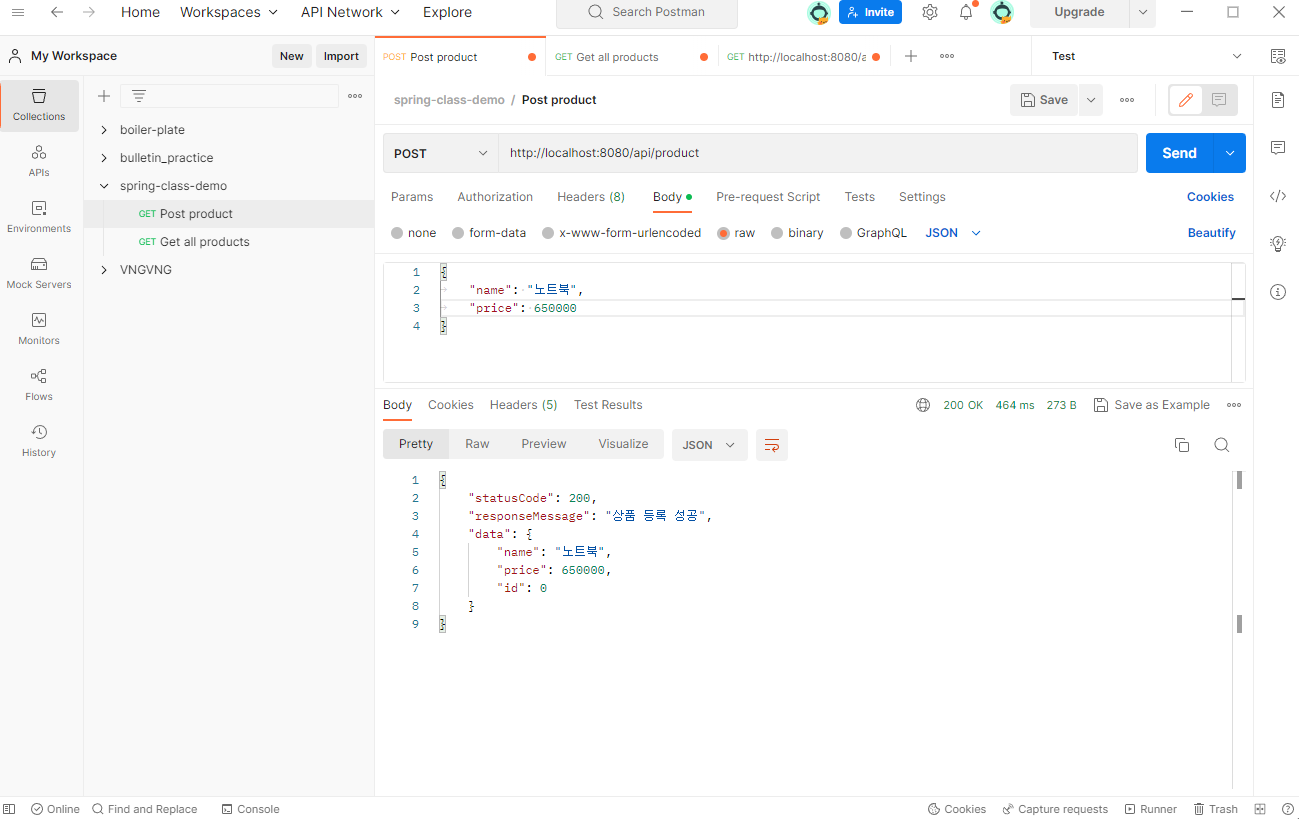 Home Workspaces API Network Explore Search Postman Invite Upgrade
My Workspace New Import POST Post product GET Get all products GET http://localhost:8080/a Test
Collections
APIs
Environments
Mock Servers
Monitors
Flows
History
boiler-plate
bulletin_practice
spring-class-demo
GET Post product
GET Get all products
VNGVNG
spring-class-demo / Post product Save
POST http://localhost:8080/api/product Send
Params Authorization Headers (8) Body Pre-request Script Tests Settings Cookies
none form-data x-www-form-urlencoded raw binary GraphQL JSON Beautify
1 {
2 "name": "노트북",
3 "price": 650000
4 }
Body Cookies Headers (5) Test Results 200 OK 464 ms 273 B Save as Example
Pretty Raw Preview Visualize JSON
1 {
2 "statusCode": 200,
3 "responseMessage": "상품 등록 성공",
4 "data": {
5 "name": "노트북",
6 "price": 650000,
7 "id": 0
8 }
9 }
Online Find and Replace Console Cookies Capture requests Runner Trash